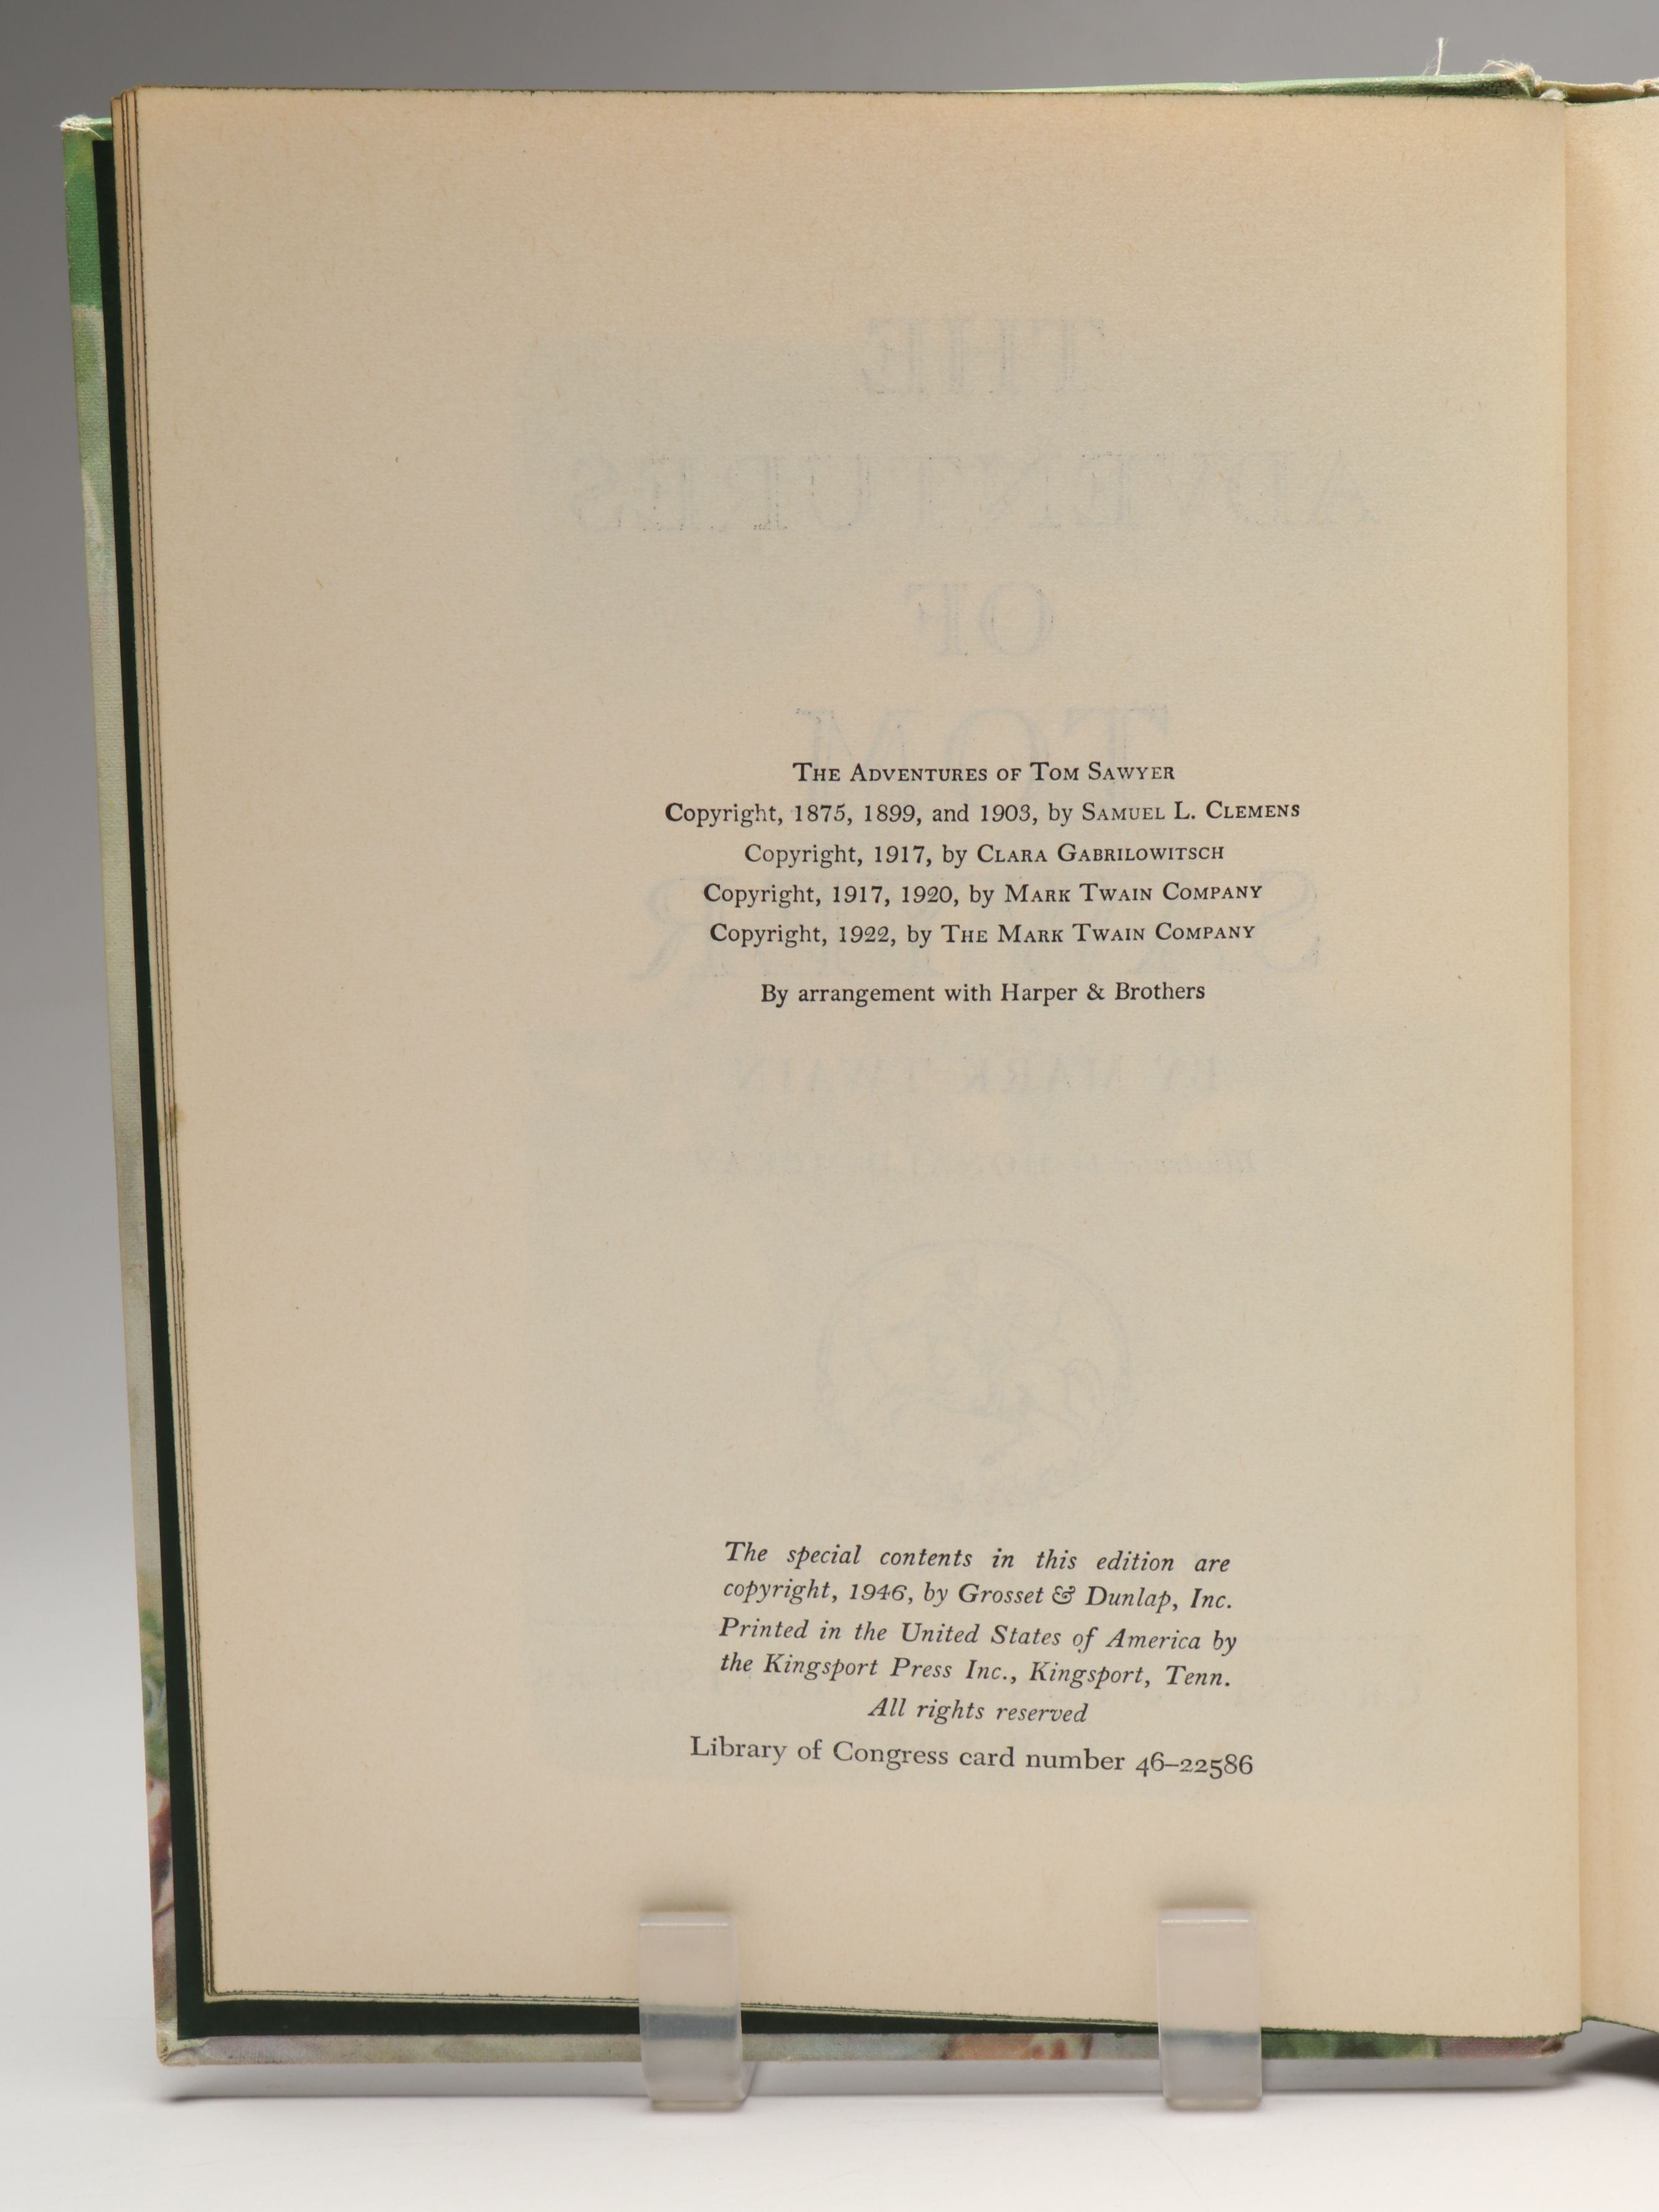 THE ADVENTURES OF TOM SAWYER
Copyright, 1875, 1899, and 1903, by SAMUEL L. CLEMENS
Copyright, 1917, by CLARA GABRILOWITSCH
Copyright, 1917, 1920, by MARK TWAIN COMPANY
Copyright, 1922, by THE MARK TWAIN COMPANY
By arrangement with Harper & Brothers
The special contents in this edition are
copyright, 1946, by Grosset & Dunlap, Inc.
Printed in the United States of America by
the Kingsport Press Inc., Kingsport, Tenn.
All rights reserved
Library of Congress card number 46–22586